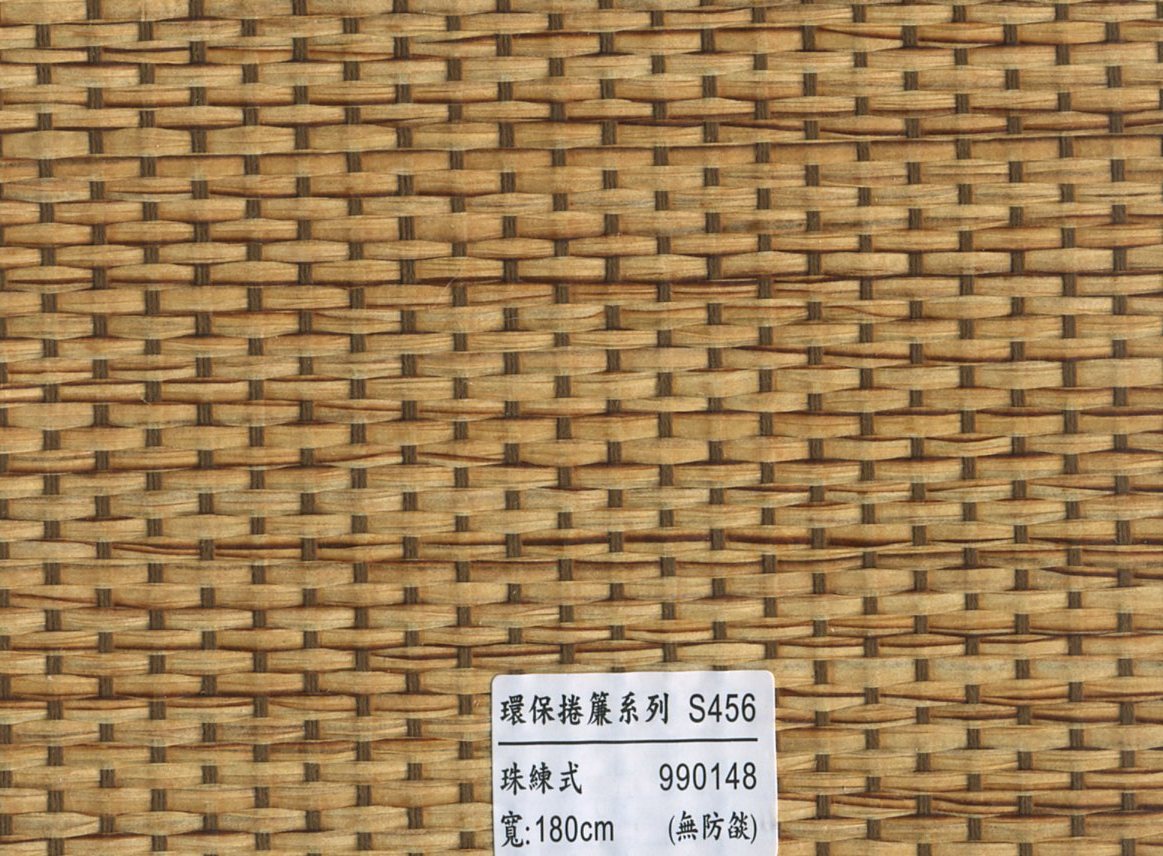 環保捲簾系列 S456
珠練式 990148
寬:180cm (無防燄)